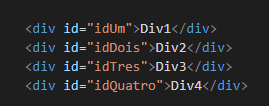 <div id="idUm">Div1</div>
<div id="idDois">Div2</div>
<div id="idTres">Div3</div>
<div id="idQuatro">Div4</div>